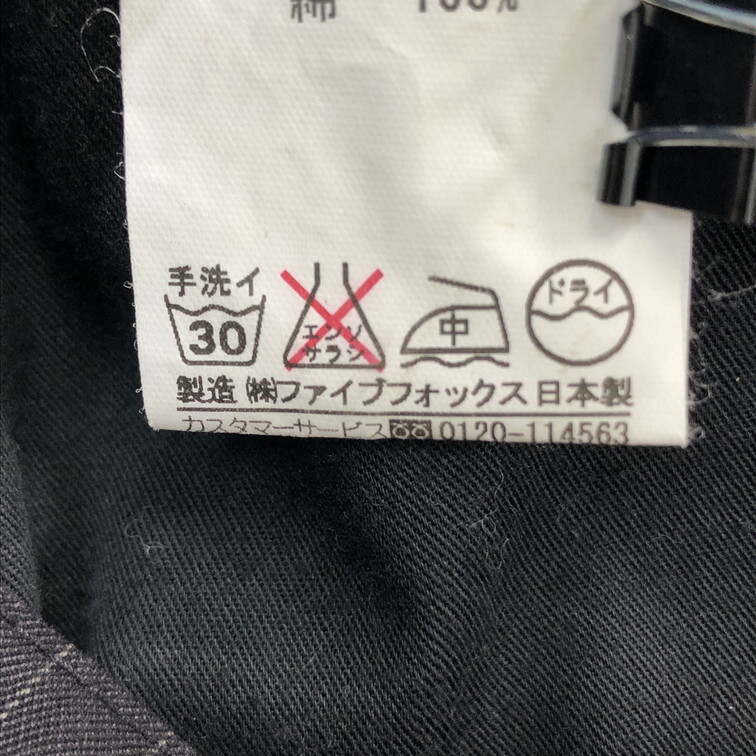 綿 100%
手洗イ
30
エンソ
サラシ
中
ドライ
製造 ㈱ファイブフォックス 日本製
カスタマーサービス 0120-114563